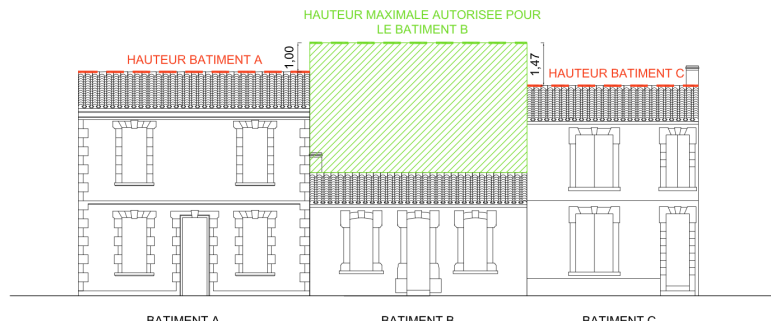 HAUTEUR MAXIMALE AUTORISEE POUR
LE BATIMENT B
HAUTEUR BATIMENT A
1,00
1,47
HAUTEUR BATIMENT C
BATIMENT A
BATIMENT B
BATIMENT C